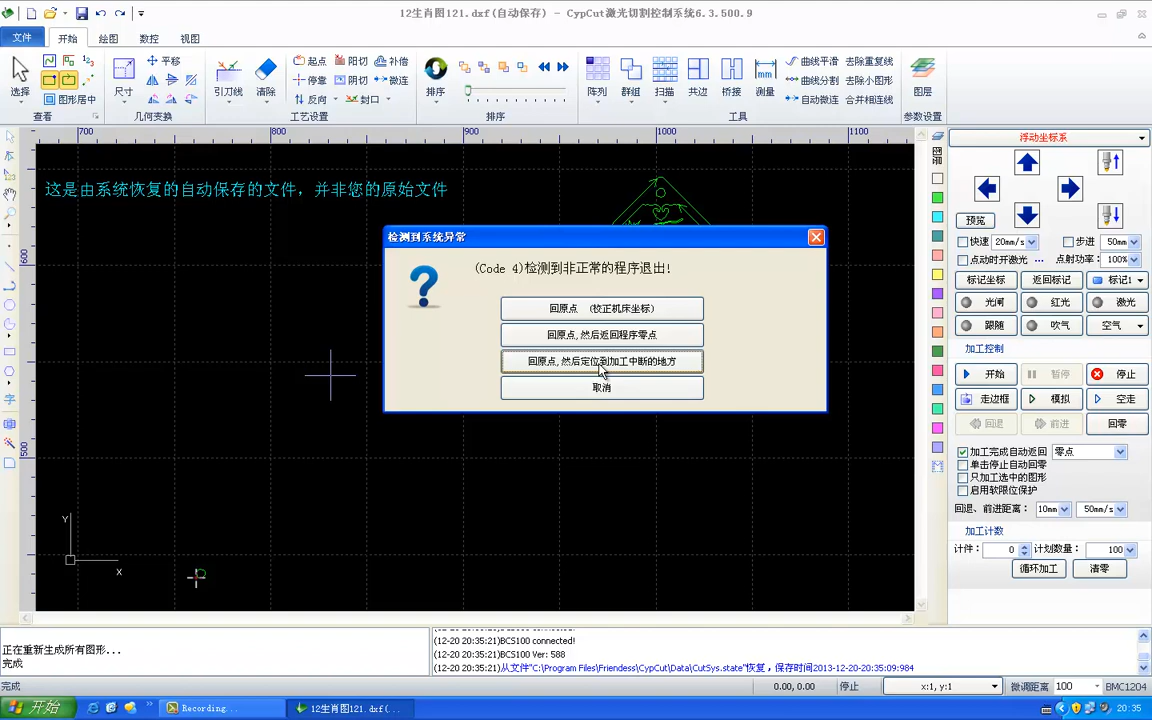 12生肖图121.dxf(自动保存) - CypCut激光切割控制系统6.3.500.9
文件 开始 绘图 数控 视图
选择 图形居中 查看
尺寸 平移 几何变换
引刀线 清除 起点 停靠 反向 阳切 阴切 封口 补偿 微连 工艺设置
排序 排序
阵列 群组 扫描 共边 桥接 测量 曲线平滑 曲线分割 自动微连 去除重复线 去除小图形 合并相连线 工具
图层 参数设置
700 800 900 1000 1100
600
500
这是由系统恢复的自动保存的文件, 并非您的原始文件
检测到系统异常
(Code 4)检测到非正常的程序退出!
回原点 (校正机床坐标)
回原点,然后返回程序零点
回原点,然后定位到加工中断的地方
取消
Y
X
浮动坐标系
预览
快速 20mm/s 步进 50mm
点动时开激光 ... 点射功率: 100%
标记坐标 返回标记 标记1
光闸 红光 激光
跟随 吹气 空气
加工控制
开始 暂停 停止
走边框 模拟 空走
回退 前进 回零
加工完成自动返回 零点
单击停止自动回零
只加工选中的图形
启用软限位保护
回退、前进距离: 10mm 50mm/s
加工计数
计件: 0 计划数量: 100
循环加工 清零
正在重新生成所有图形...
完成
(12-20 20:35:21)BCS100 connected!
(12-20 20:35:21)BCS100 Ver: 588
(12-20 20:35:21)从文件"C:\Program Files\Friendess\CypCut\Data\CutSys.state"恢复，保存时间2013-12-20-20:35:09:984
完成 0.00, 0.00 停止 x:1, y:1 微调距离 100 BMC1204
开始 Recording... 12生肖图121.dxf (... 20:35